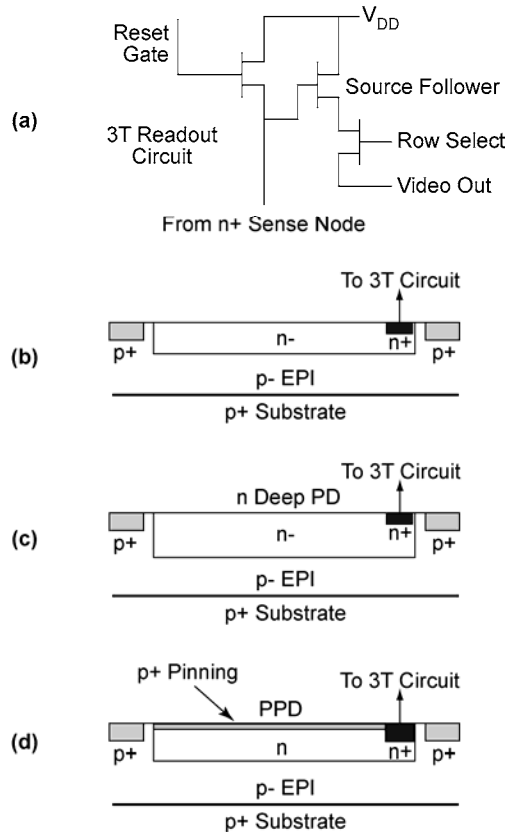 Reset
Gate
V_DD
Source Follower
(a)
3T Readout
Circuit
Row Select
Video Out
From n+ Sense Node
To 3T Circuit
(b)
n-
n+
p+
p+
p- EPI
p+ Substrate
To 3T Circuit
n Deep PD
(c)
n-
n+
p+
p+
p- EPI
p+ Substrate
p+ Pinning
PPD
To 3T Circuit
(d)
n
n+
p+
p+
p- EPI
p+ Substrate